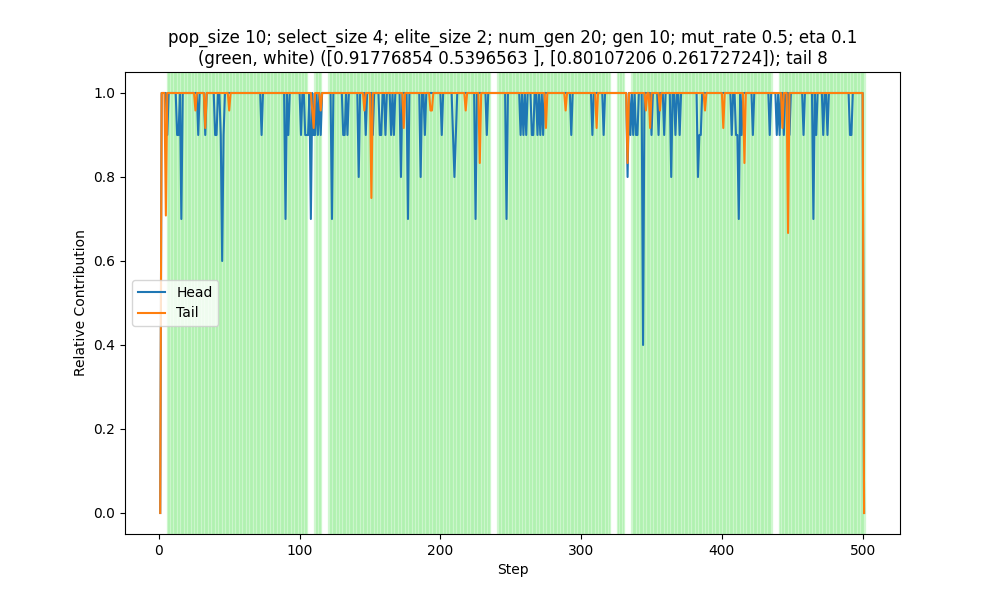 pop_size 10; select_size 4; elite_size 2; num_gen 20; gen 10; mut_rate 0.5; eta 0.1
(green, white) ([0.91776854 0.5396563 ], [0.80107206 0.26172724]); tail 8
1.0
0.8
0.6
0.4
0.2
0.0
Relative Contribution
Head
Tail
0
100
200
300
400
500
Step